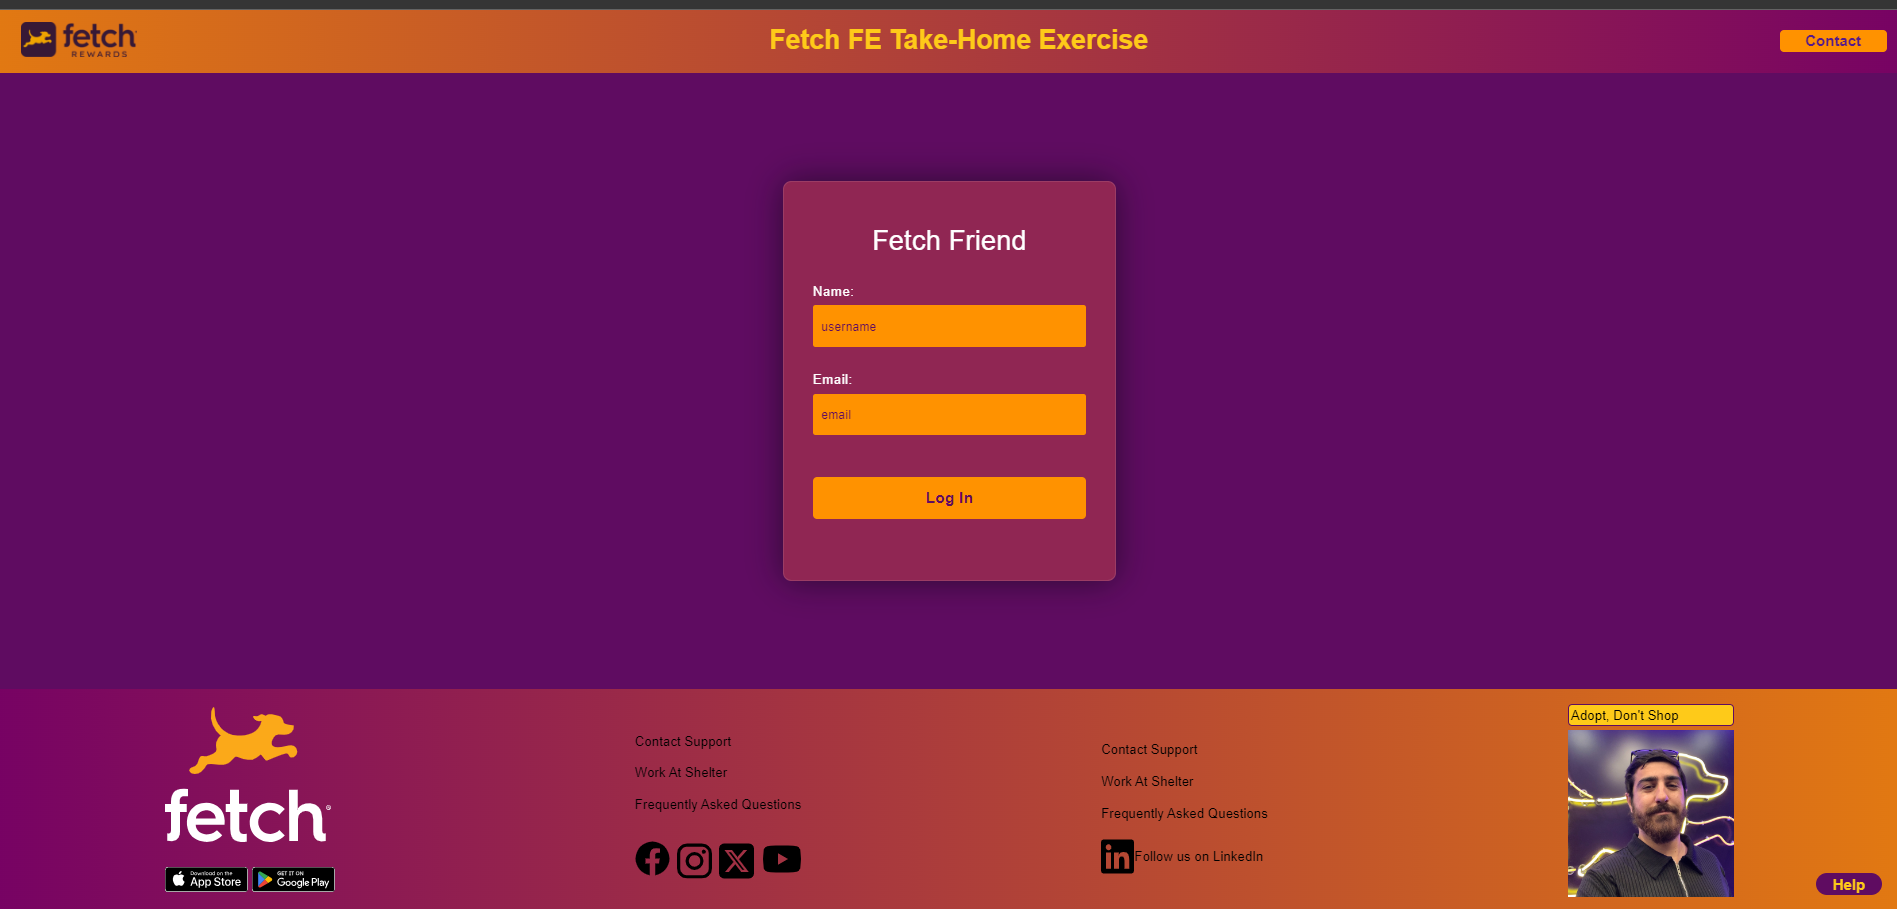 fetch
REWARDS
Fetch FE Take-Home Exercise
Contact
Fetch Friend
Name:
username
Email:
email
Log In
fetch®
Download on the
App Store
GET IT ON
Google Play
Contact Support
Work At Shelter
Frequently Asked Questions
Contact Support
Work At Shelter
Frequently Asked Questions
Follow us on LinkedIn
Adopt, Don't Shop
Help